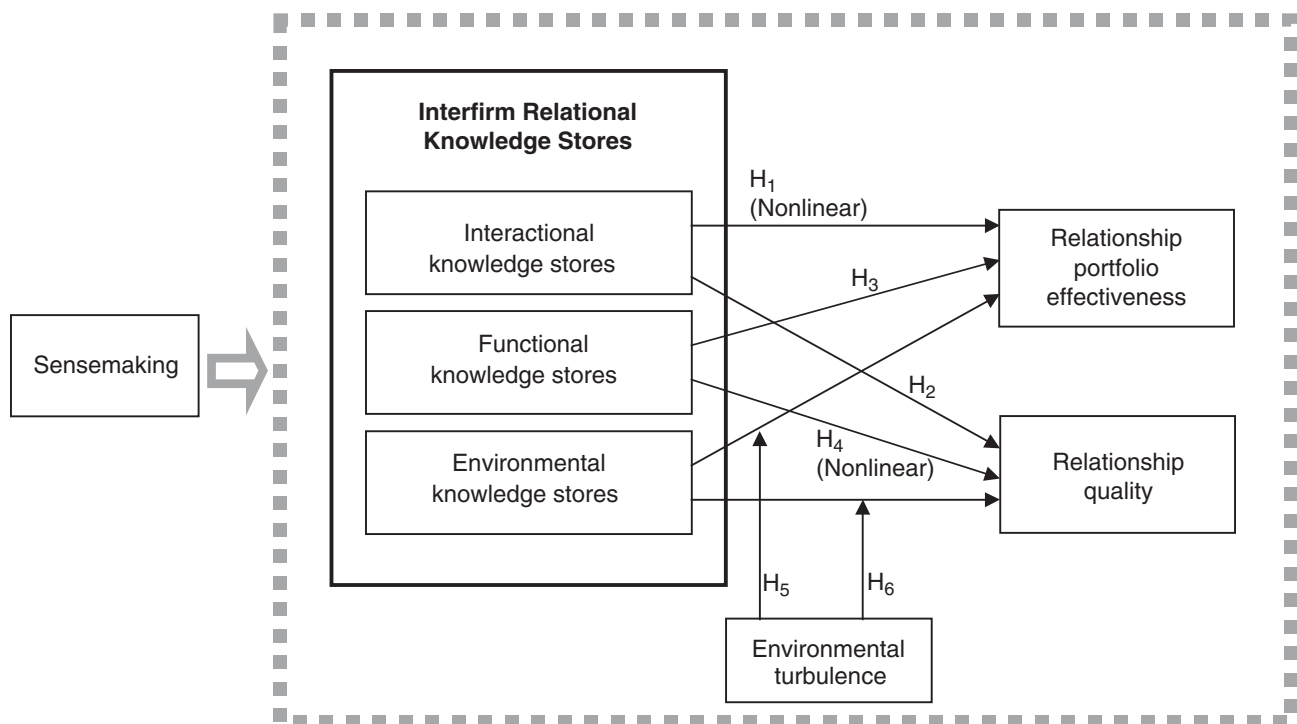 Interfirm Relational
Knowledge Stores
H1
(Nonlinear)
Interactional
knowledge stores
Relationship
portfolio
effectiveness
H3
Functional
knowledge stores
Sensemaking
H2
H4
(Nonlinear)
Environmental
knowledge stores
Relationship
quality
H5
H6
Environmental
turbulence